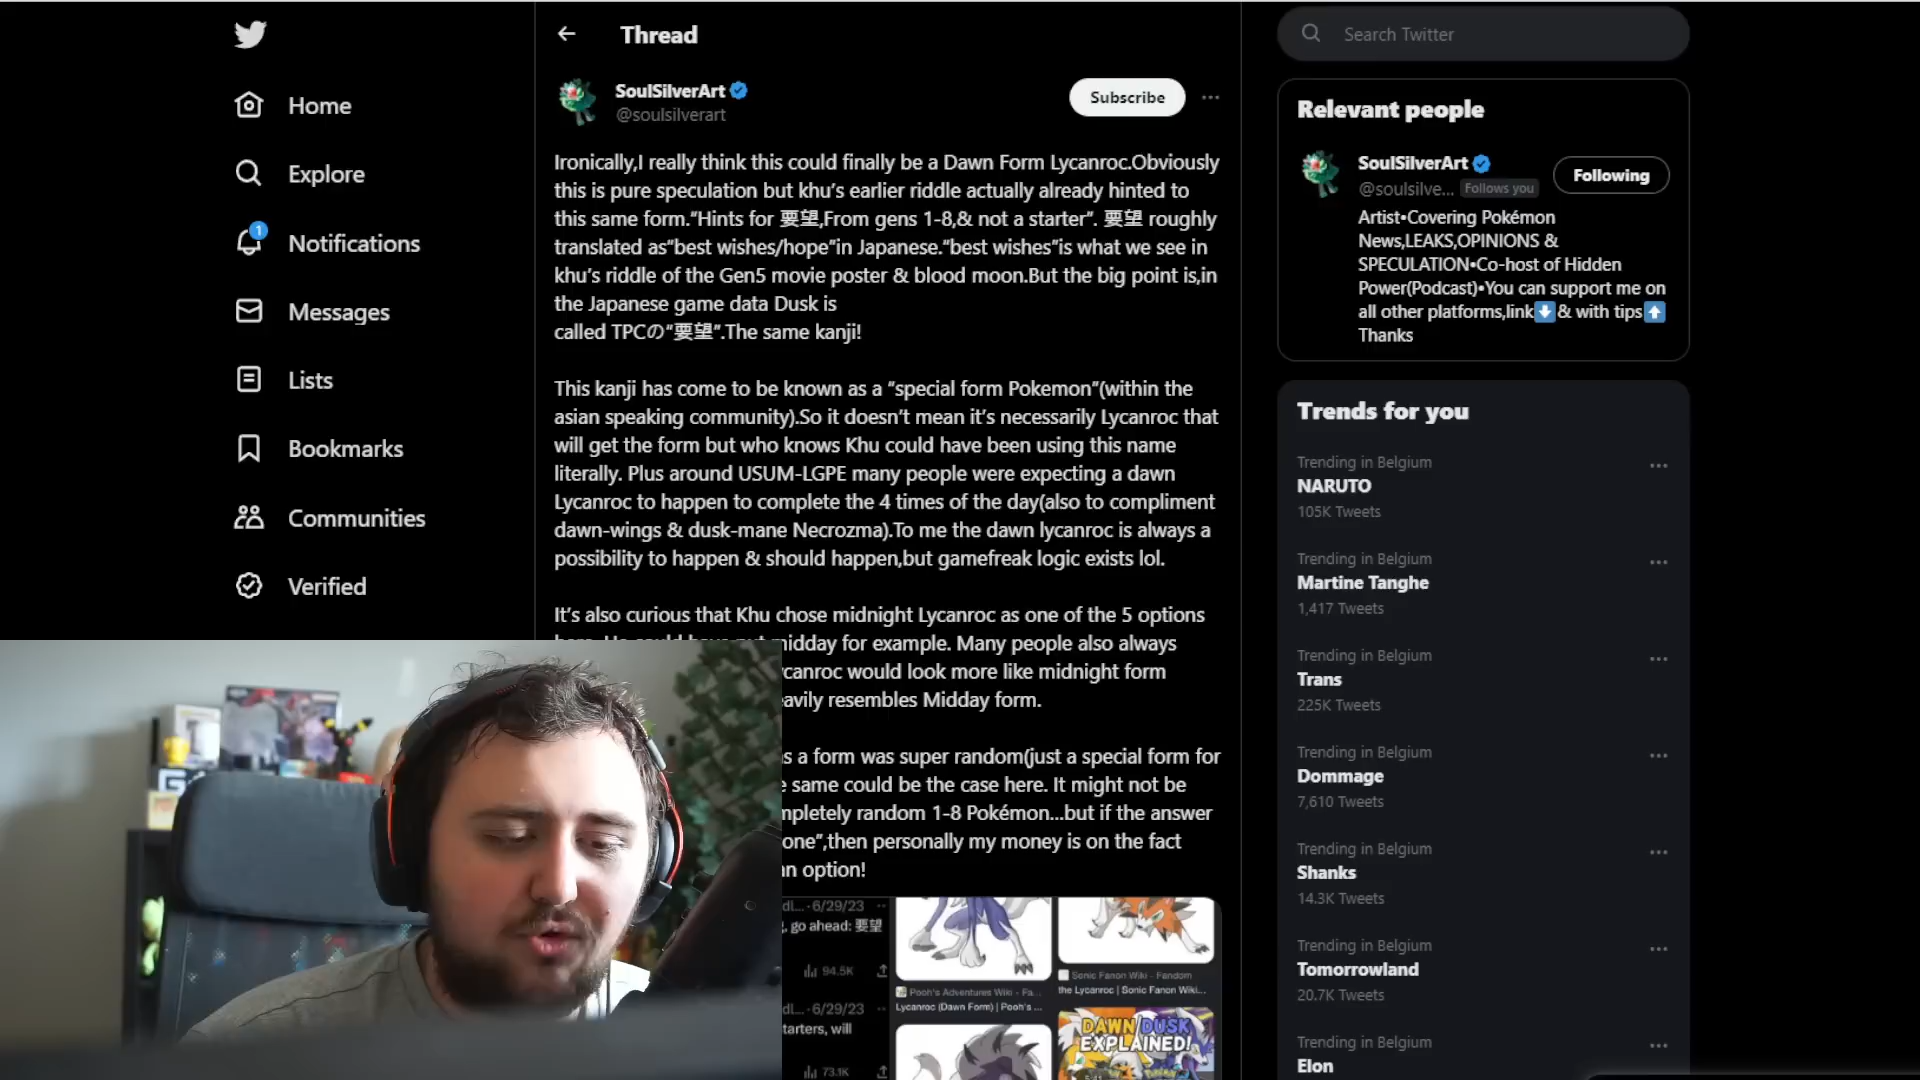 Home
Explore
1
Notifications
Messages
Lists
Bookmarks
Communities
Verified
Thread
SoulSilverArt
@soulsilverart
Subscribe
Ironically,I really think this could finally be a Dawn Form Lycanroc.Obviously
this is pure speculation but khu's earlier riddle actually already hinted to
this same form."Hints for 要望,From gens 1-8,& not a starter". 要望 roughly
translated as"best wishes/hope"in Japanese."best wishes"is what we see in
khu's riddle of the Gen5 movie poster & blood moon.But the big point is,in
the Japanese game data Dusk is
called TPCの"要望".The same kanji!
This kanji has come to be known as a "special form Pokemon"(within the
asian speaking community).So it doesn't mean it's necessarily Lycanroc that
will get the form but who knows Khu could have been using this name
literally. Plus around USUM-LGPE many people were expecting a dawn
Lycanroc to happen to complete the 4 times of the day(also to compliment
dawn-wings & dusk-mane Necrozma).To me the dawn lycanroc is always a
possibility to happen & should happen,but gamefreak logic exists lol.
It's also curious that Khu chose midnight Lycanroc as one of the 5 options
midday for example. Many people also always
ycanroc would look more like midnight form
eavily resembles Midday form.
as a form was super random(just a special form for
e same could be the case here. It might not be
mpletely random 1-8 Pokémon...but if the answer
one",then personally my money is on the fact
an option!
dl... · 6/29/23
, go ahead: 要望
94.5K
dl... · 6/29/23
tarters, will
73.1K
Pooh's Adventures Wiki - Fa...
Lycanroc (Dawn Form) | Pooh's ...
Sonic Fanon Wiki - Fandom
the Lycanroc | Sonic Fanon Wiki...
DAWN/DUSK
EXPLAINED!
5:41
Search Twitter
Relevant people
SoulSilverArt
@soulsilve... Follows you
Following
Artist•Covering Pokémon
News,LEAKS,OPINIONS &
SPECULATION•Co-host of Hidden
Power(Podcast)•You can support me on
all other platforms,link⬇& with tips⬆
Thanks
Trends for you
Trending in Belgium
NARUTO
105K Tweets
Trending in Belgium
Martine Tanghe
1,417 Tweets
Trending in Belgium
Trans
225K Tweets
Trending in Belgium
Dommage
7,610 Tweets
Trending in Belgium
Shanks
14.3K Tweets
Trending in Belgium
Tomorrowland
20.7K Tweets
Trending in Belgium
Elon